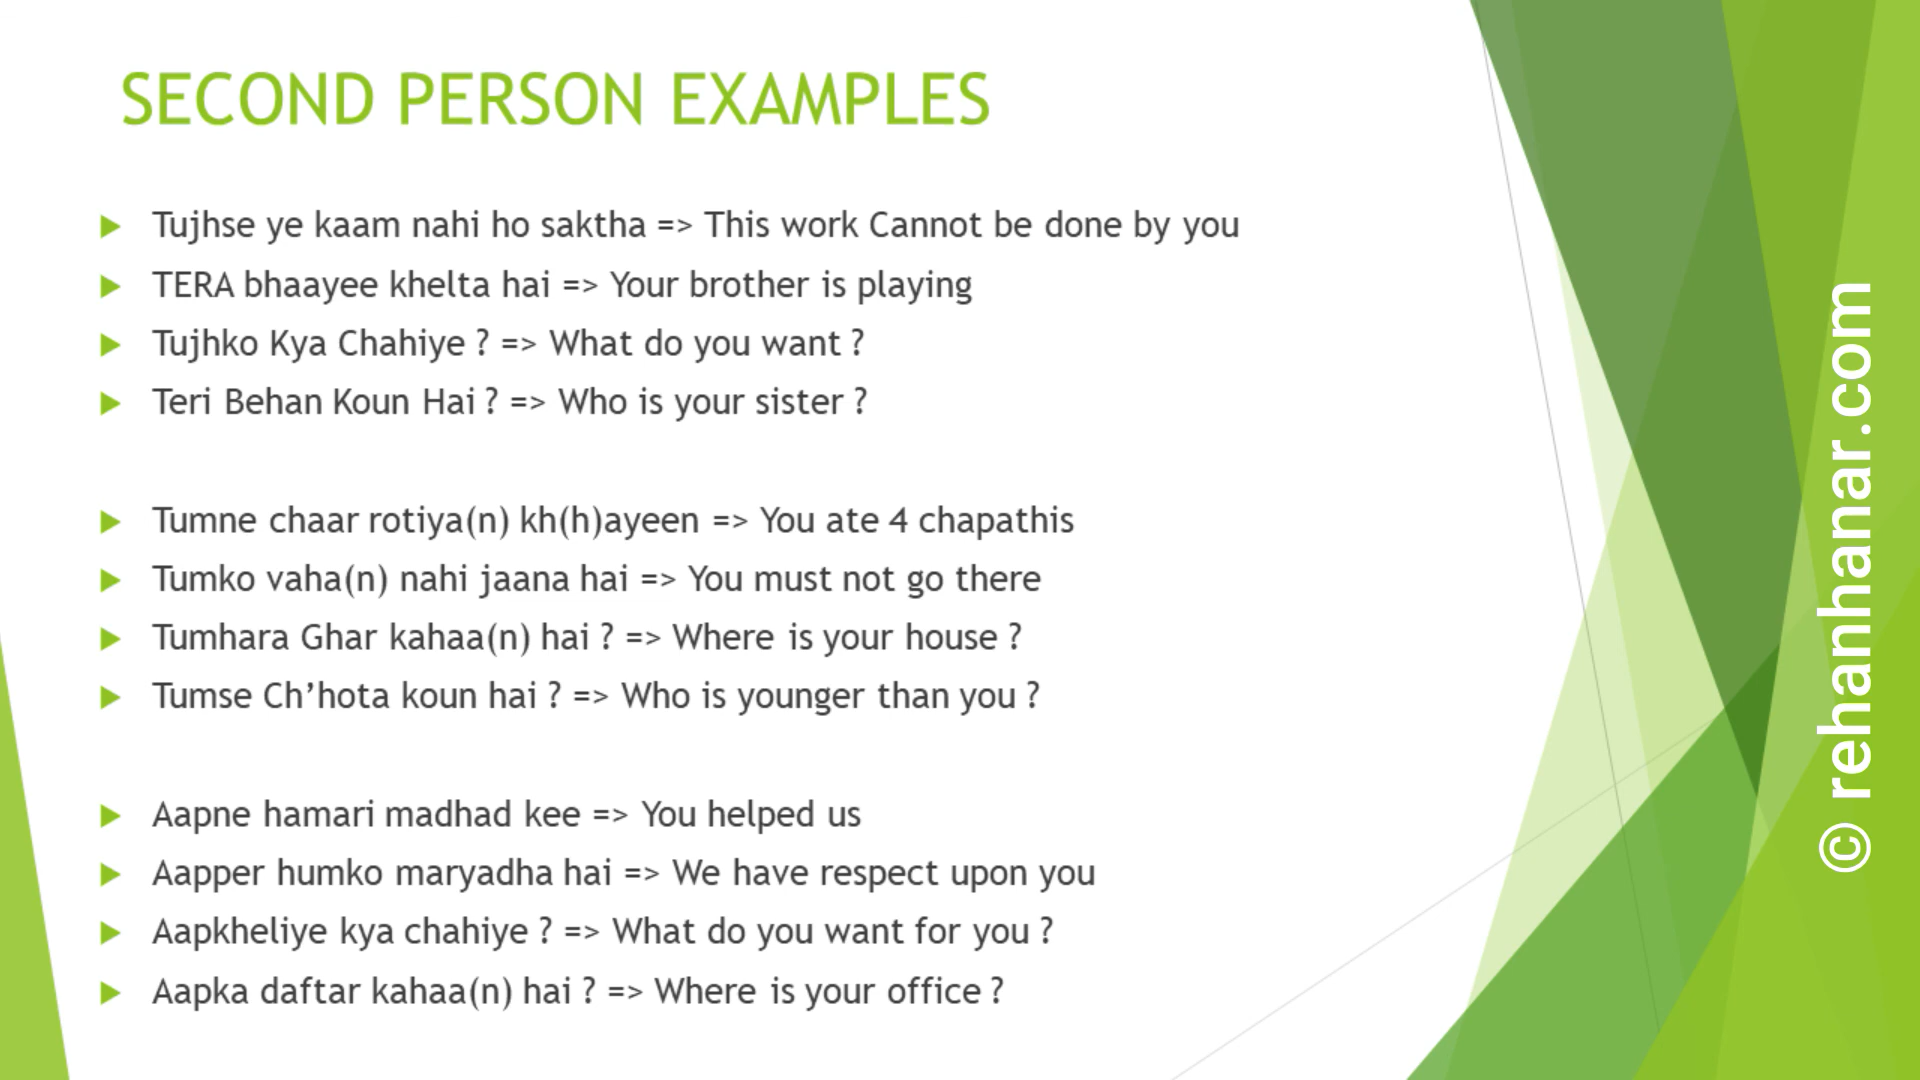 SECOND PERSON EXAMPLES
Tujhse ye kaam nahi ho saktha => This work Cannot be done by you
TERA bhaayee khelta hai => Your brother is playing
Tujhko Kya Chahiye ? => What do you want ?
Teri Behan Koun Hai ? => Who is your sister ?
Tumne chaar rotiya(n) kh(h)ayeen => You ate 4 chapathis
Tumko vaha(n) nahi jaana hai => You must not go there
Tumhara Ghar kahaa(n) hai ? => Where is your house ?
Tumse Ch’hota koun hai ? => Who is younger than you ?
Aapne hamari madhad kee => You helped us
Aapper humko maryadha hai => We have respect upon you
Aapkheliye kya chahiye ? => What do you want for you ?
Aapka daftar kahaa(n) hai ? => Where is your office ?
© rehanhanar.com